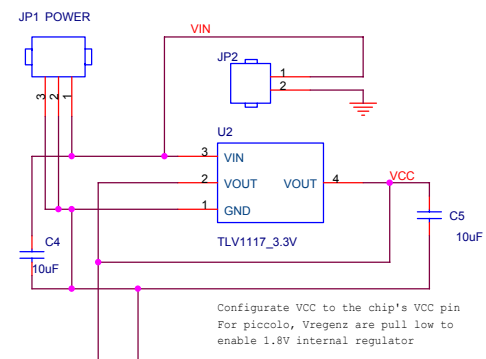 JP1 POWER
VIN
JP2
1
2
3
2
1
U2
3
VIN
2
VOUT
VOUT
4
VCC
1
GND
C4
10uF
C5
10uF
TLV1117_3.3V
Configurate VCC to the chip's VCC pin
For piccolo, Vregenz are pull low to
enable 1.8V internal regulator